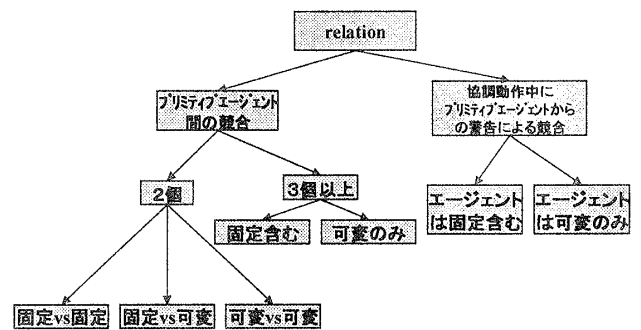 relation
プリミティブエージェント
間の競合
協調動作中に
プリミティブエージェントから
の警告による競合
2個
3個以上
エージェント
は固定含む
エージェント
は可変のみ
固定含む
可変のみ
固定vs固定
固定vs可変
可変vs可変